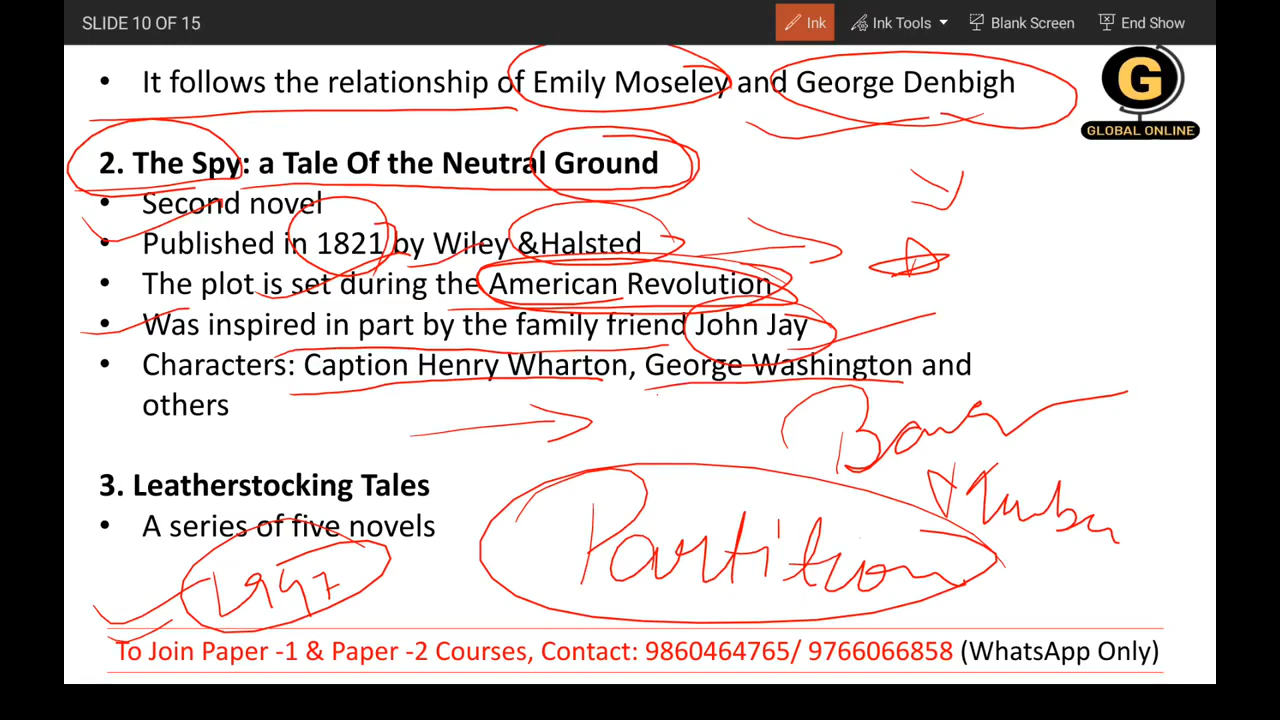 SLIDE 10 OF 15
Ink
Ink Tools
Blank Screen
End Show
• It follows the relationship of Emily Moseley and George Denbigh
G
GLOBAL ONLINE
2. The Spy: a Tale Of the Neutral Ground
• Second novel
• Published in 1821 by Wiley &Halsted
• The plot is set during the American Revolution
• Was inspired in part by the family friend John Jay
• Characters: Caption Henry Wharton, George Washington and
others
3. Leatherstocking Tales
• A series of five novels
Partition
1947
To Join Paper -1 & Paper -2 Courses, Contact: 9860464765/ 9766066858 (WhatsApp Only)